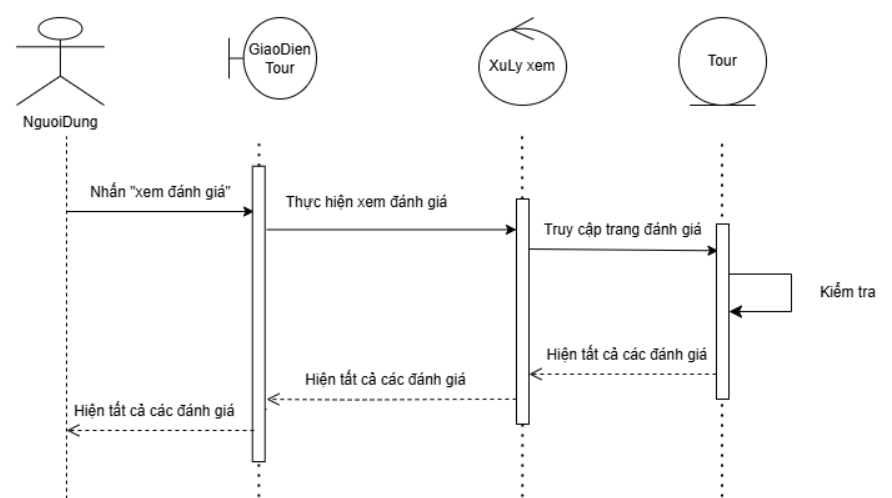 GiaoDien
Tour
XuLy xem
Tour
NguoiDung
Nhấn "xem đánh giá"
Thực hiện xem đánh giá
Truy cập trang đánh giá
Kiểm tra
Hiện tất cả các đánh giá
Hiện tất cả các đánh giá
Hiện tất cả các đánh giá